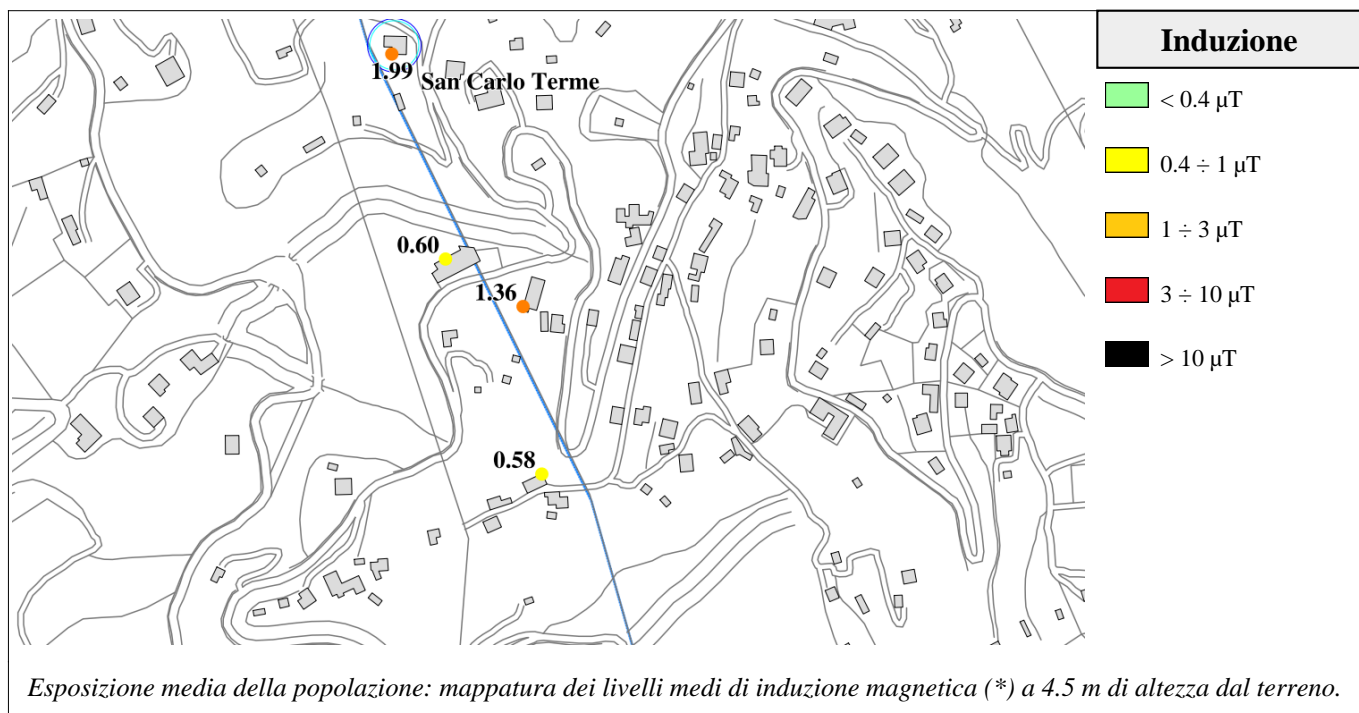 1.99
San Carlo Terme
0.60
1.36
0.58
Induzione
< 0.4 µT
0.4 ÷ 1 µT
1 ÷ 3 µT
3 ÷ 10 µT
> 10 µT
Esposizione media della popolazione: mappatura dei livelli medi di induzione magnetica (*) a 4.5 m di altezza dal terreno.